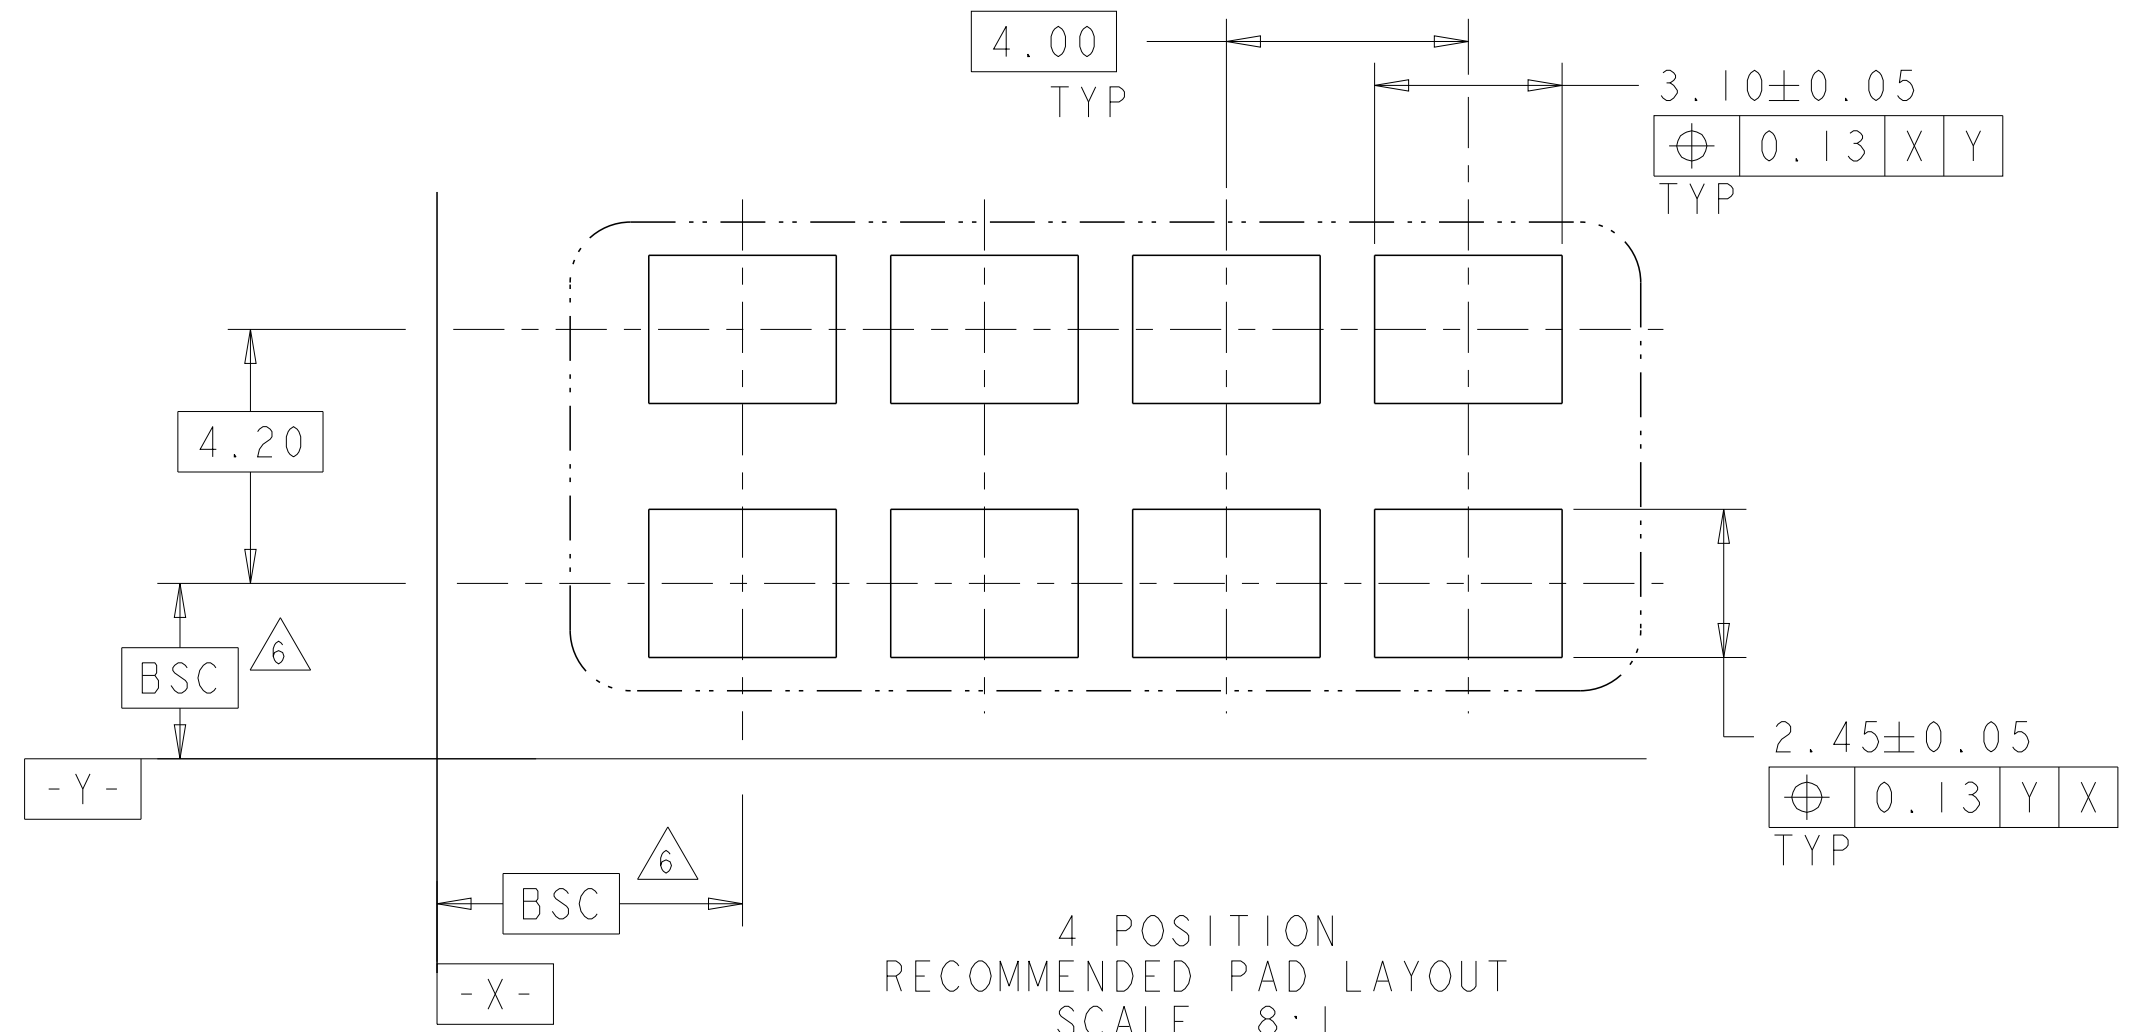 4.00
TYP
3.10±0.05
⌖ 0.13 X Y
TYP
4.20
BSC 6
-Y-
2.45±0.05
⌖ 0.13 Y X
TYP
BSC 6
-X-
4 POSITION
RECOMMENDED PAD LAYOUT
SCALE 8:1